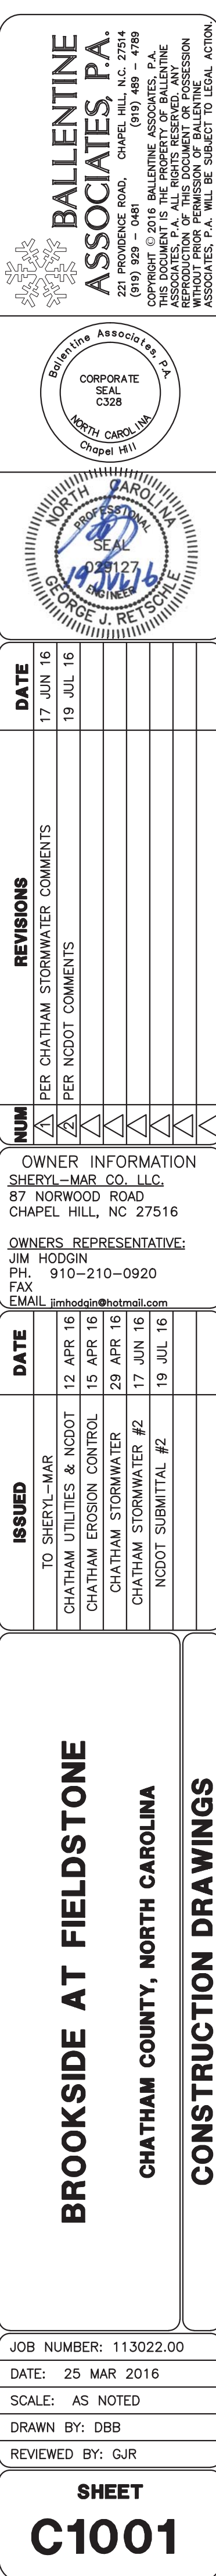 BALLENTINE
ASSOCIATES, P.A.
221 PROVIDENCE ROAD, CHAPEL HILL, N.C. 27514
(919) 929 - 0481 (919) 489 - 4789
COPYRIGHT © 2016 BALLENTINE ASSOCIATES, P.A.
THIS DOCUMENT IS THE PROPERTY OF BALLENTINE
ASSOCIATES, P.A. ALL RIGHTS RESERVED. ANY
REPRODUCTION OF THIS DOCUMENT OR POSSESSION
WITHOUT PRIOR PERMISSION OF BALLENTINE
ASSOCIATES, P.A. WILL BE SUBJECT TO LEGAL ACTION.
Ballentine Associates, P.A.
CORPORATE
SEAL
C328
NORTH CAROLINA
Chapel Hill
NORTH CAROLINA
PROFESSIONAL
SEAL
029127
ENGINEER
GEORGE J. RETSCHLE
NUM REVISIONS DATE
1 PER CHATHAM STORMWATER COMMENTS 17 JUN 16
2 PER NCDOT COMMENTS 19 JUL 16
OWNER INFORMATION
SHERYL-MAR CO. LLC.
87 NORWOOD ROAD
CHAPEL HILL, NC 27516
OWNERS REPRESENTATIVE:
JIM HODGIN
PH. 910-210-0920
FAX
EMAIL jimhodgin@hotmail.com
ISSUED DATE
TO SHERYL-MAR
CHATHAM UTILITIES & NCDOT 12 APR 16
CHATHAM EROSION CONTROL 15 APR 16
CHATHAM STORMWATER 29 APR 16
CHATHAM STORMWATER #2 17 JUN 16
NCDOT SUBMITTAL #2 19 JUL 16
BROOKSIDE AT FIELDSTONE
CHATHAM COUNTY, NORTH CAROLINA
CONSTRUCTION DRAWINGS
JOB NUMBER: 113022.00
DATE: 25 MAR 2016
SCALE: AS NOTED
DRAWN BY: DBB
REVIEWED BY: GJR
SHEET
C1001